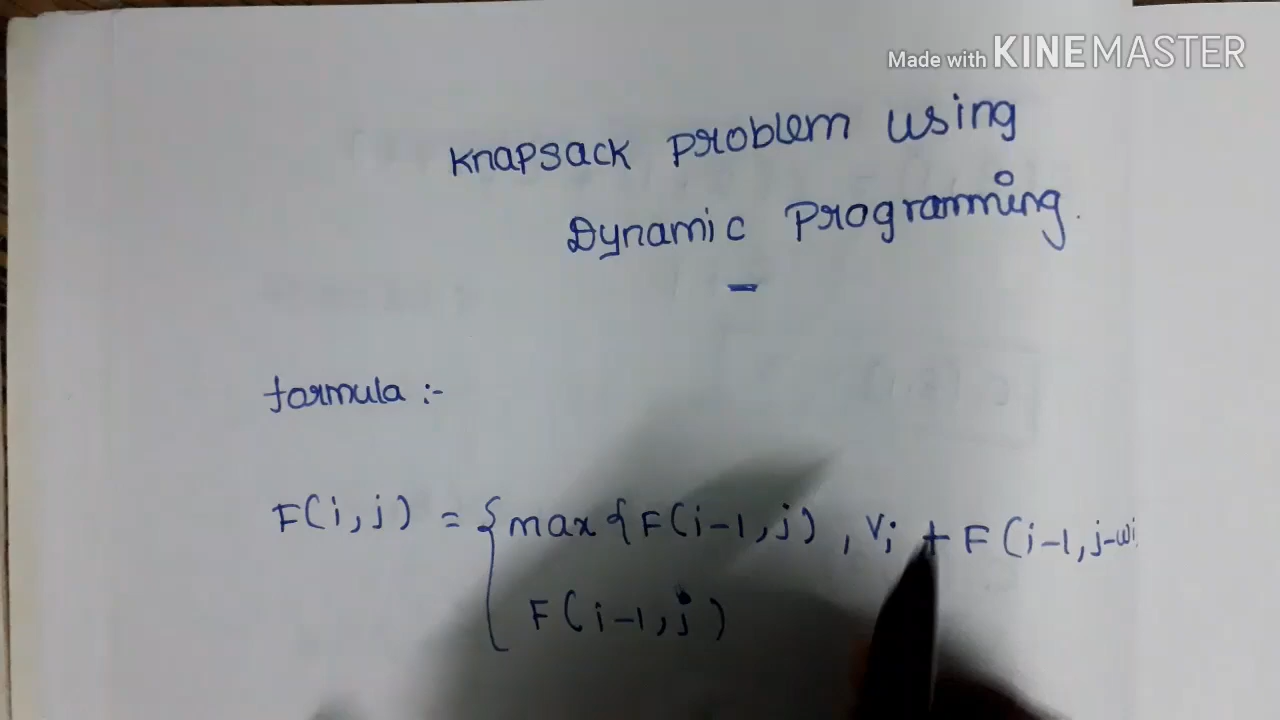 Made with KINEMASTER
Knapsack Problem using
Dynamic Programming.
formula :-
F(i,j) = { max { F(i-1,j) , Vi + F(i-1,j-wi
F(i-1,j)